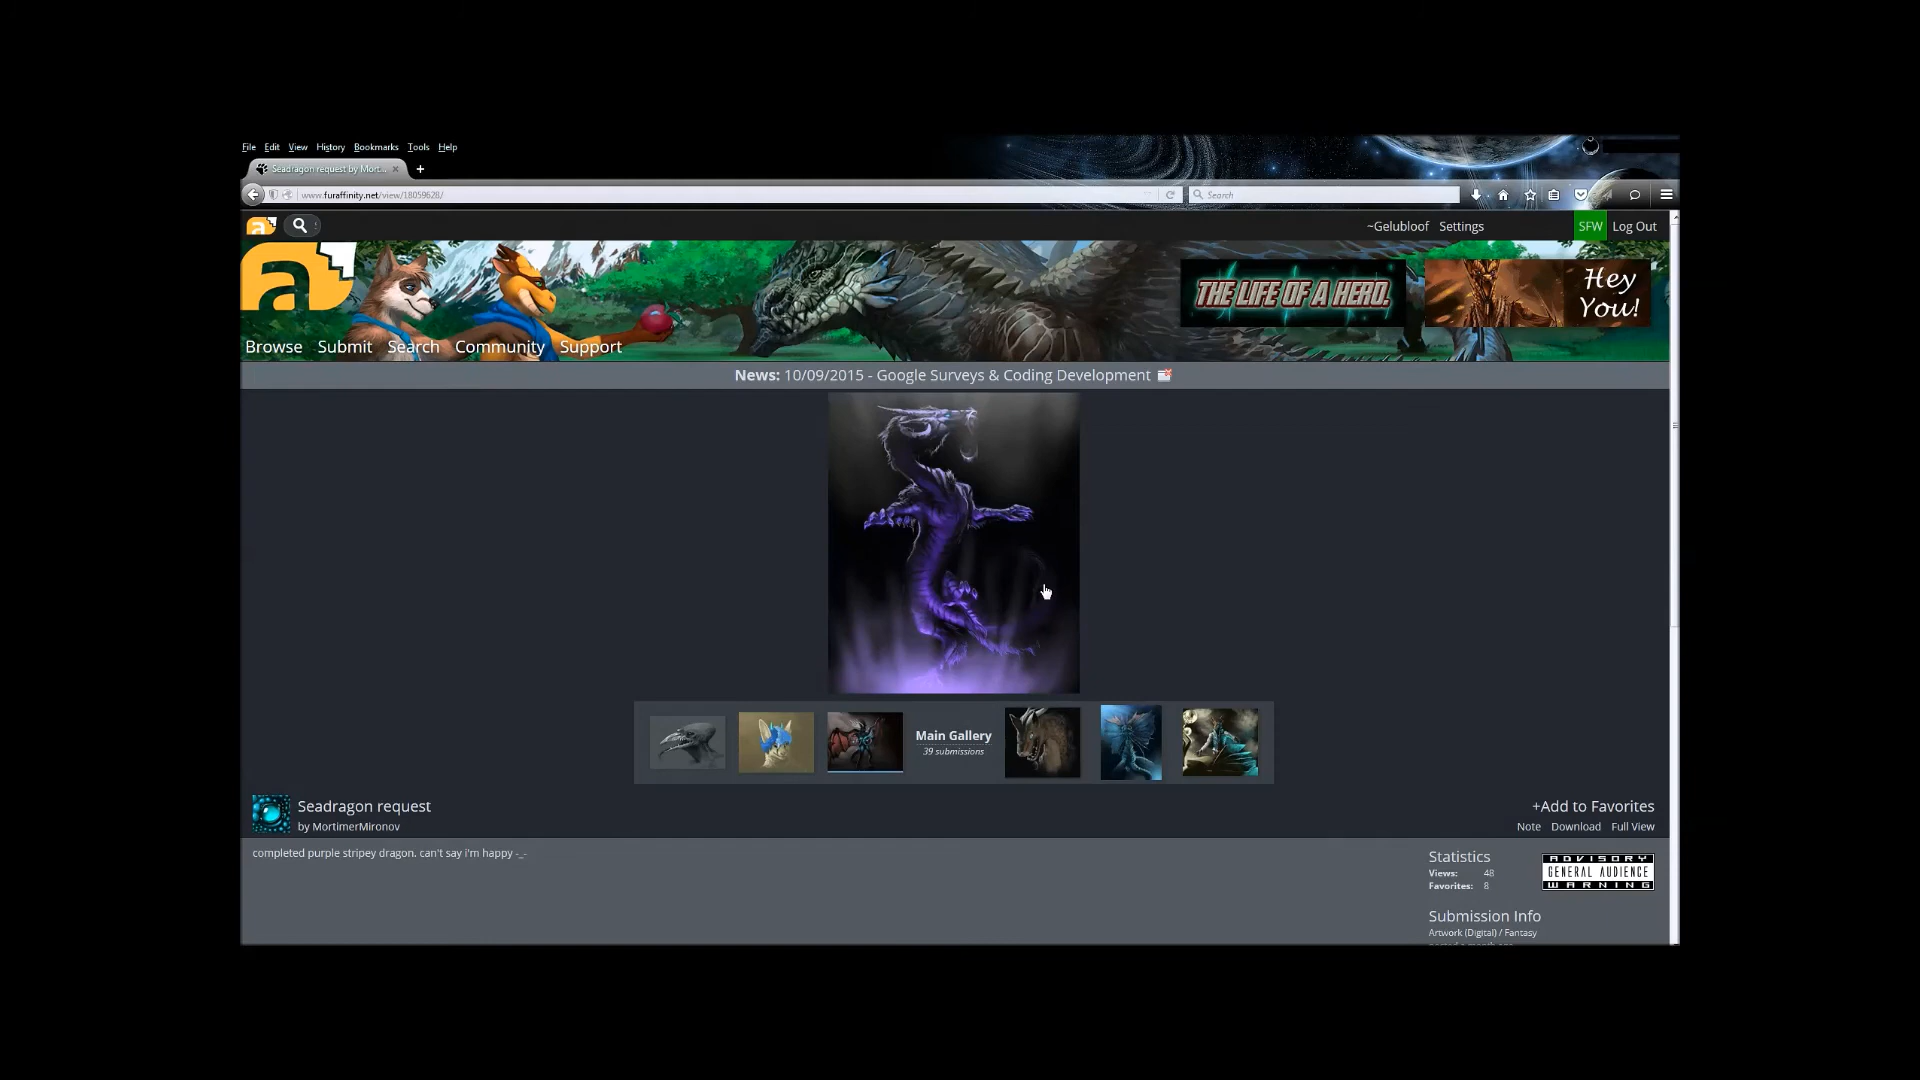 File Edit View History Bookmarks Tools Help
Seadragon request by Mort...
www.furaffinity.net/view/18059628/
Search
~Gelubloof Settings SFW Log Out
THE LIFE OF A HERO.
Hey
You!
Browse Submit Search Community Support
News: 10/09/2015 - Google Surveys & Coding Development
Main Gallery
39 submissions
Seadragon request
by MortimerMironov
+Add to Favorites
Note Download Full View
completed purple stripey dragon. can't say i'm happy -_-
Statistics
Views: 48
Favorites: 8
ADVISORY
GENERAL AUDIENCE
WARNING
Submission Info
Artwork (Digital) / Fantasy